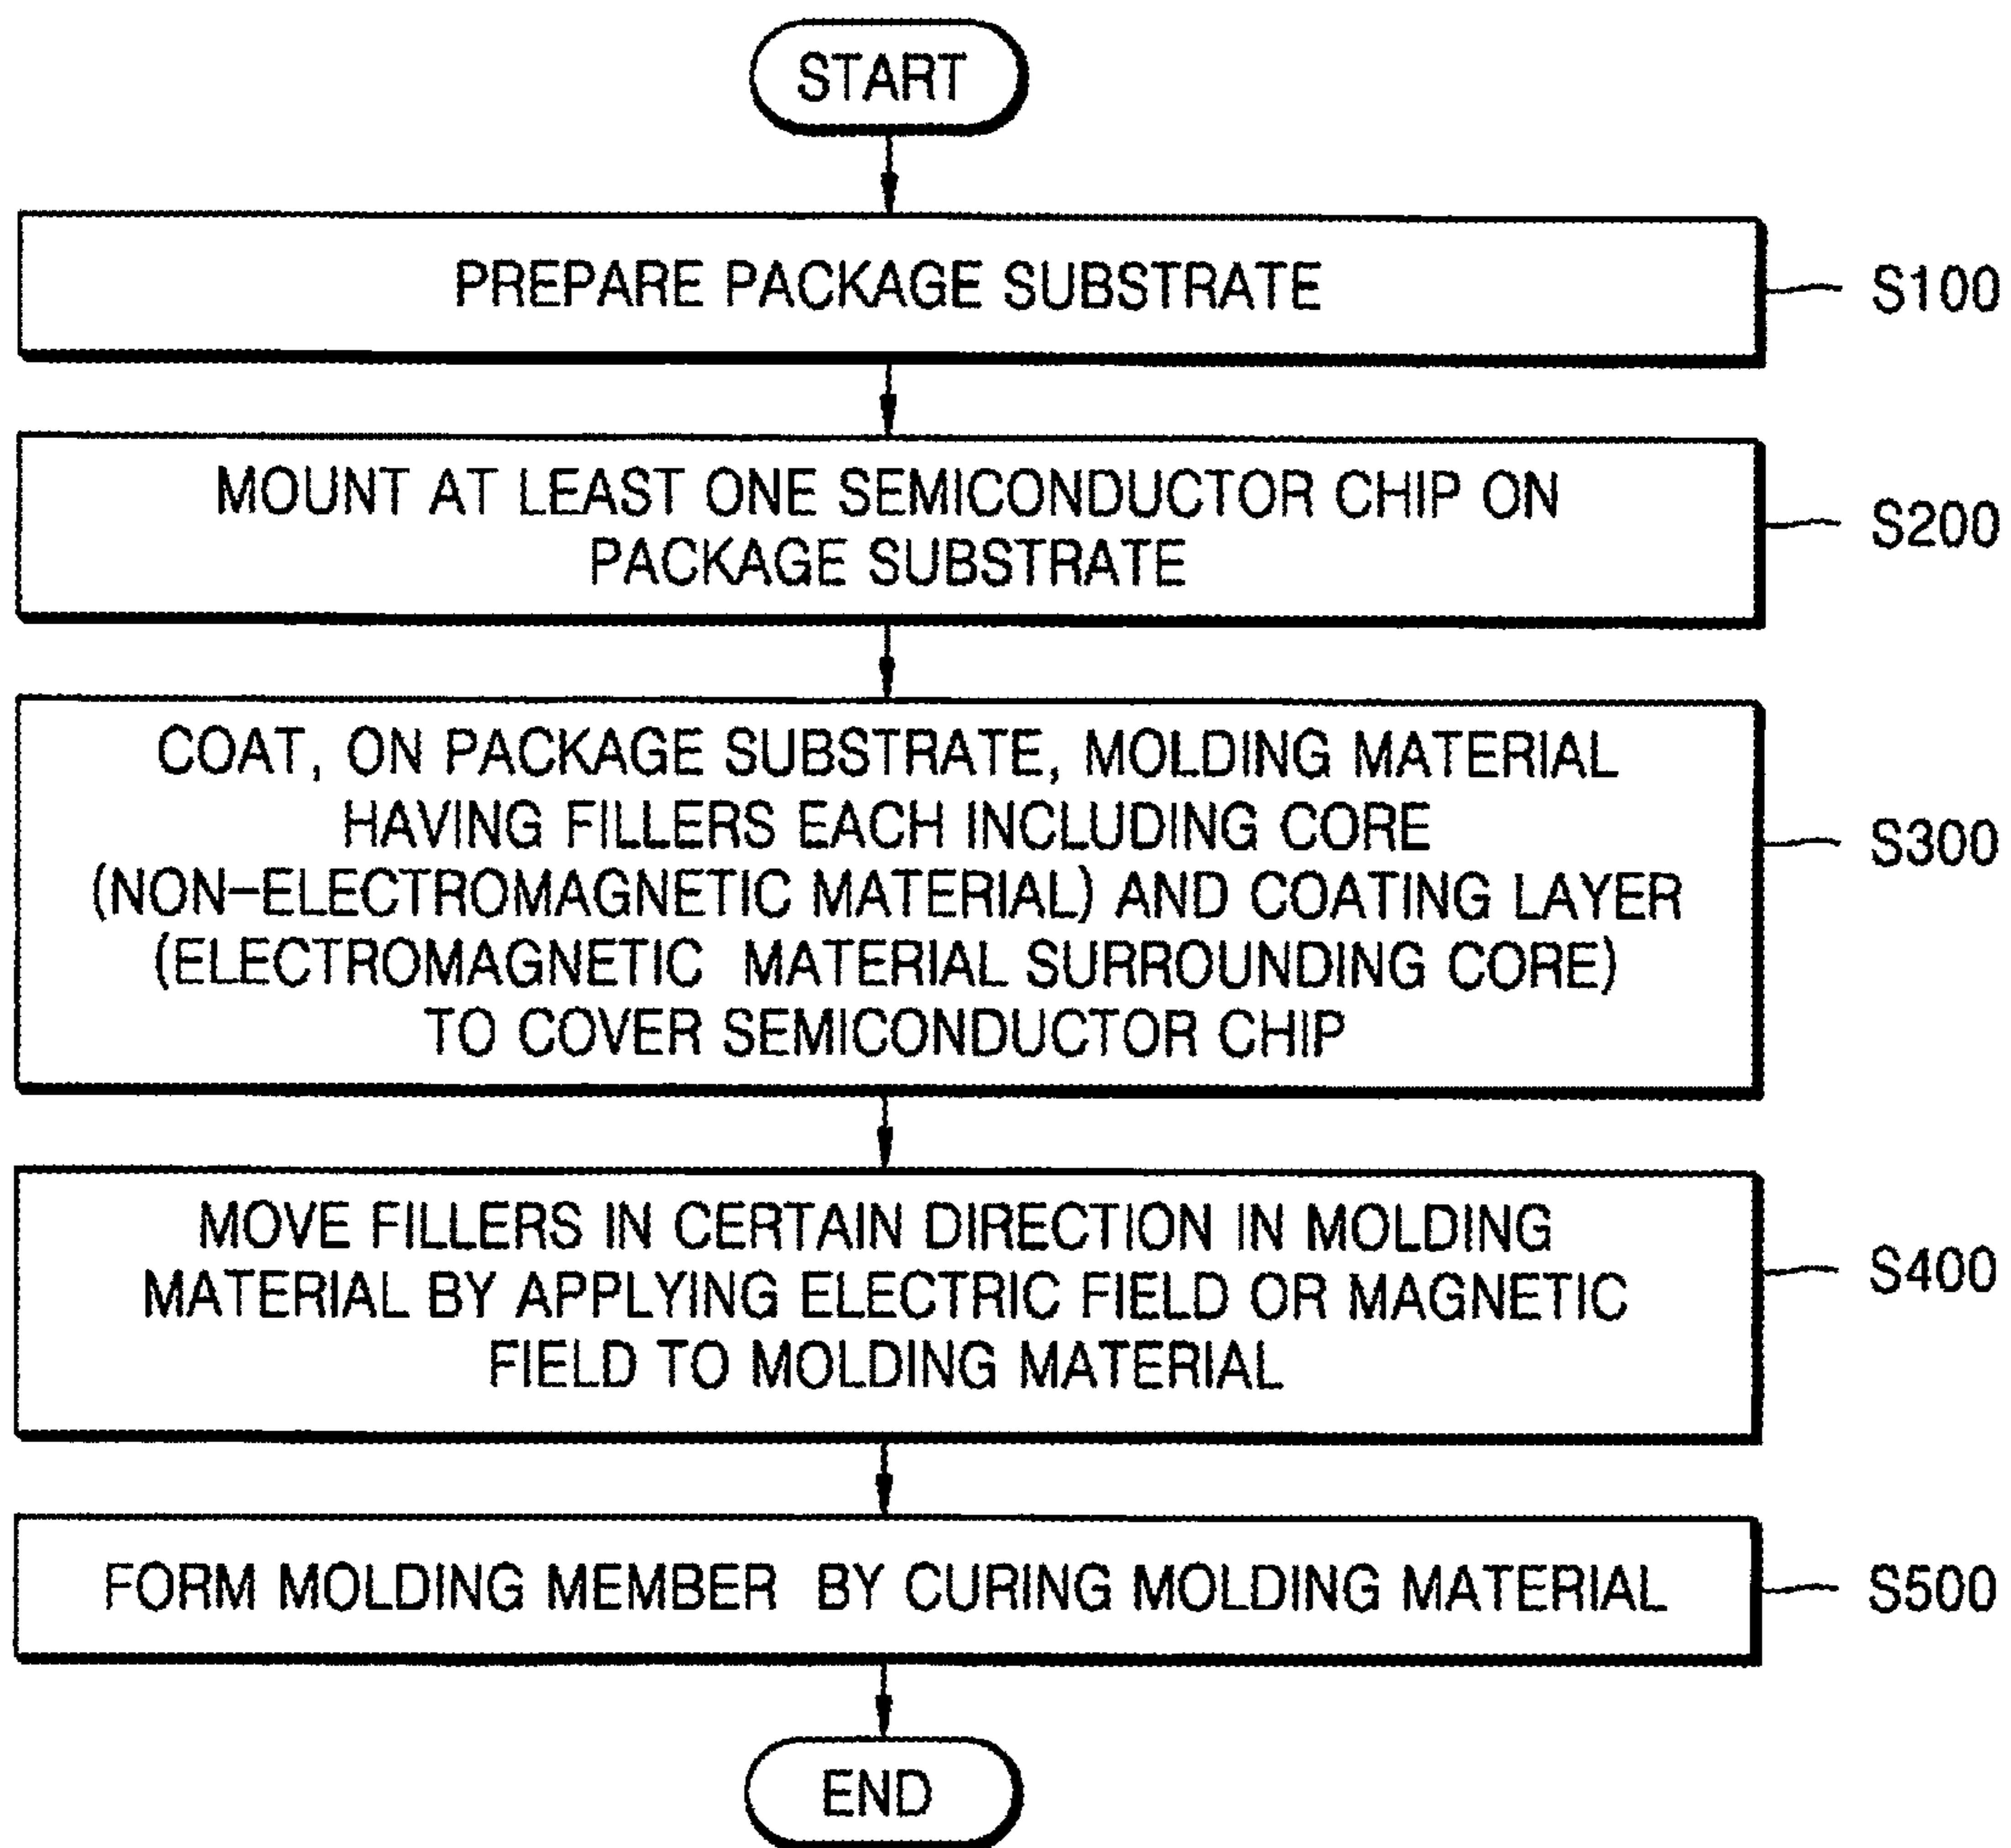 START
PREPARE PACKAGE SUBSTRATE
S100
MOUNT AT LEAST ONE SEMICONDUCTOR CHIP ON
PACKAGE SUBSTRATE
S200
COAT, ON PACKAGE SUBSTRATE, MOLDING MATERIAL
HAVING FILLERS EACH INCLUDING CORE
(NON-ELECTROMAGNETIC MATERIAL) AND COATING LAYER
(ELECTROMAGNETIC MATERIAL SURROUNDING CORE)
TO COVER SEMICONDUCTOR CHIP
S300
MOVE FILLERS IN CERTAIN DIRECTION IN MOLDING
MATERIAL BY APPLYING ELECTRIC FIELD OR MAGNETIC
FIELD TO MOLDING MATERIAL
S400
FORM MOLDING MEMBER BY CURING MOLDING MATERIAL
S500
END